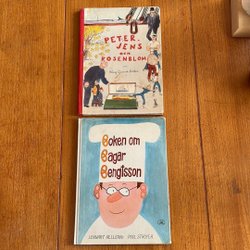 PETER,
JENS
OCH
ROSENBLOM
Boken om
Bagar
Bengtsson
LENNART HELLSING POUL STRØYER